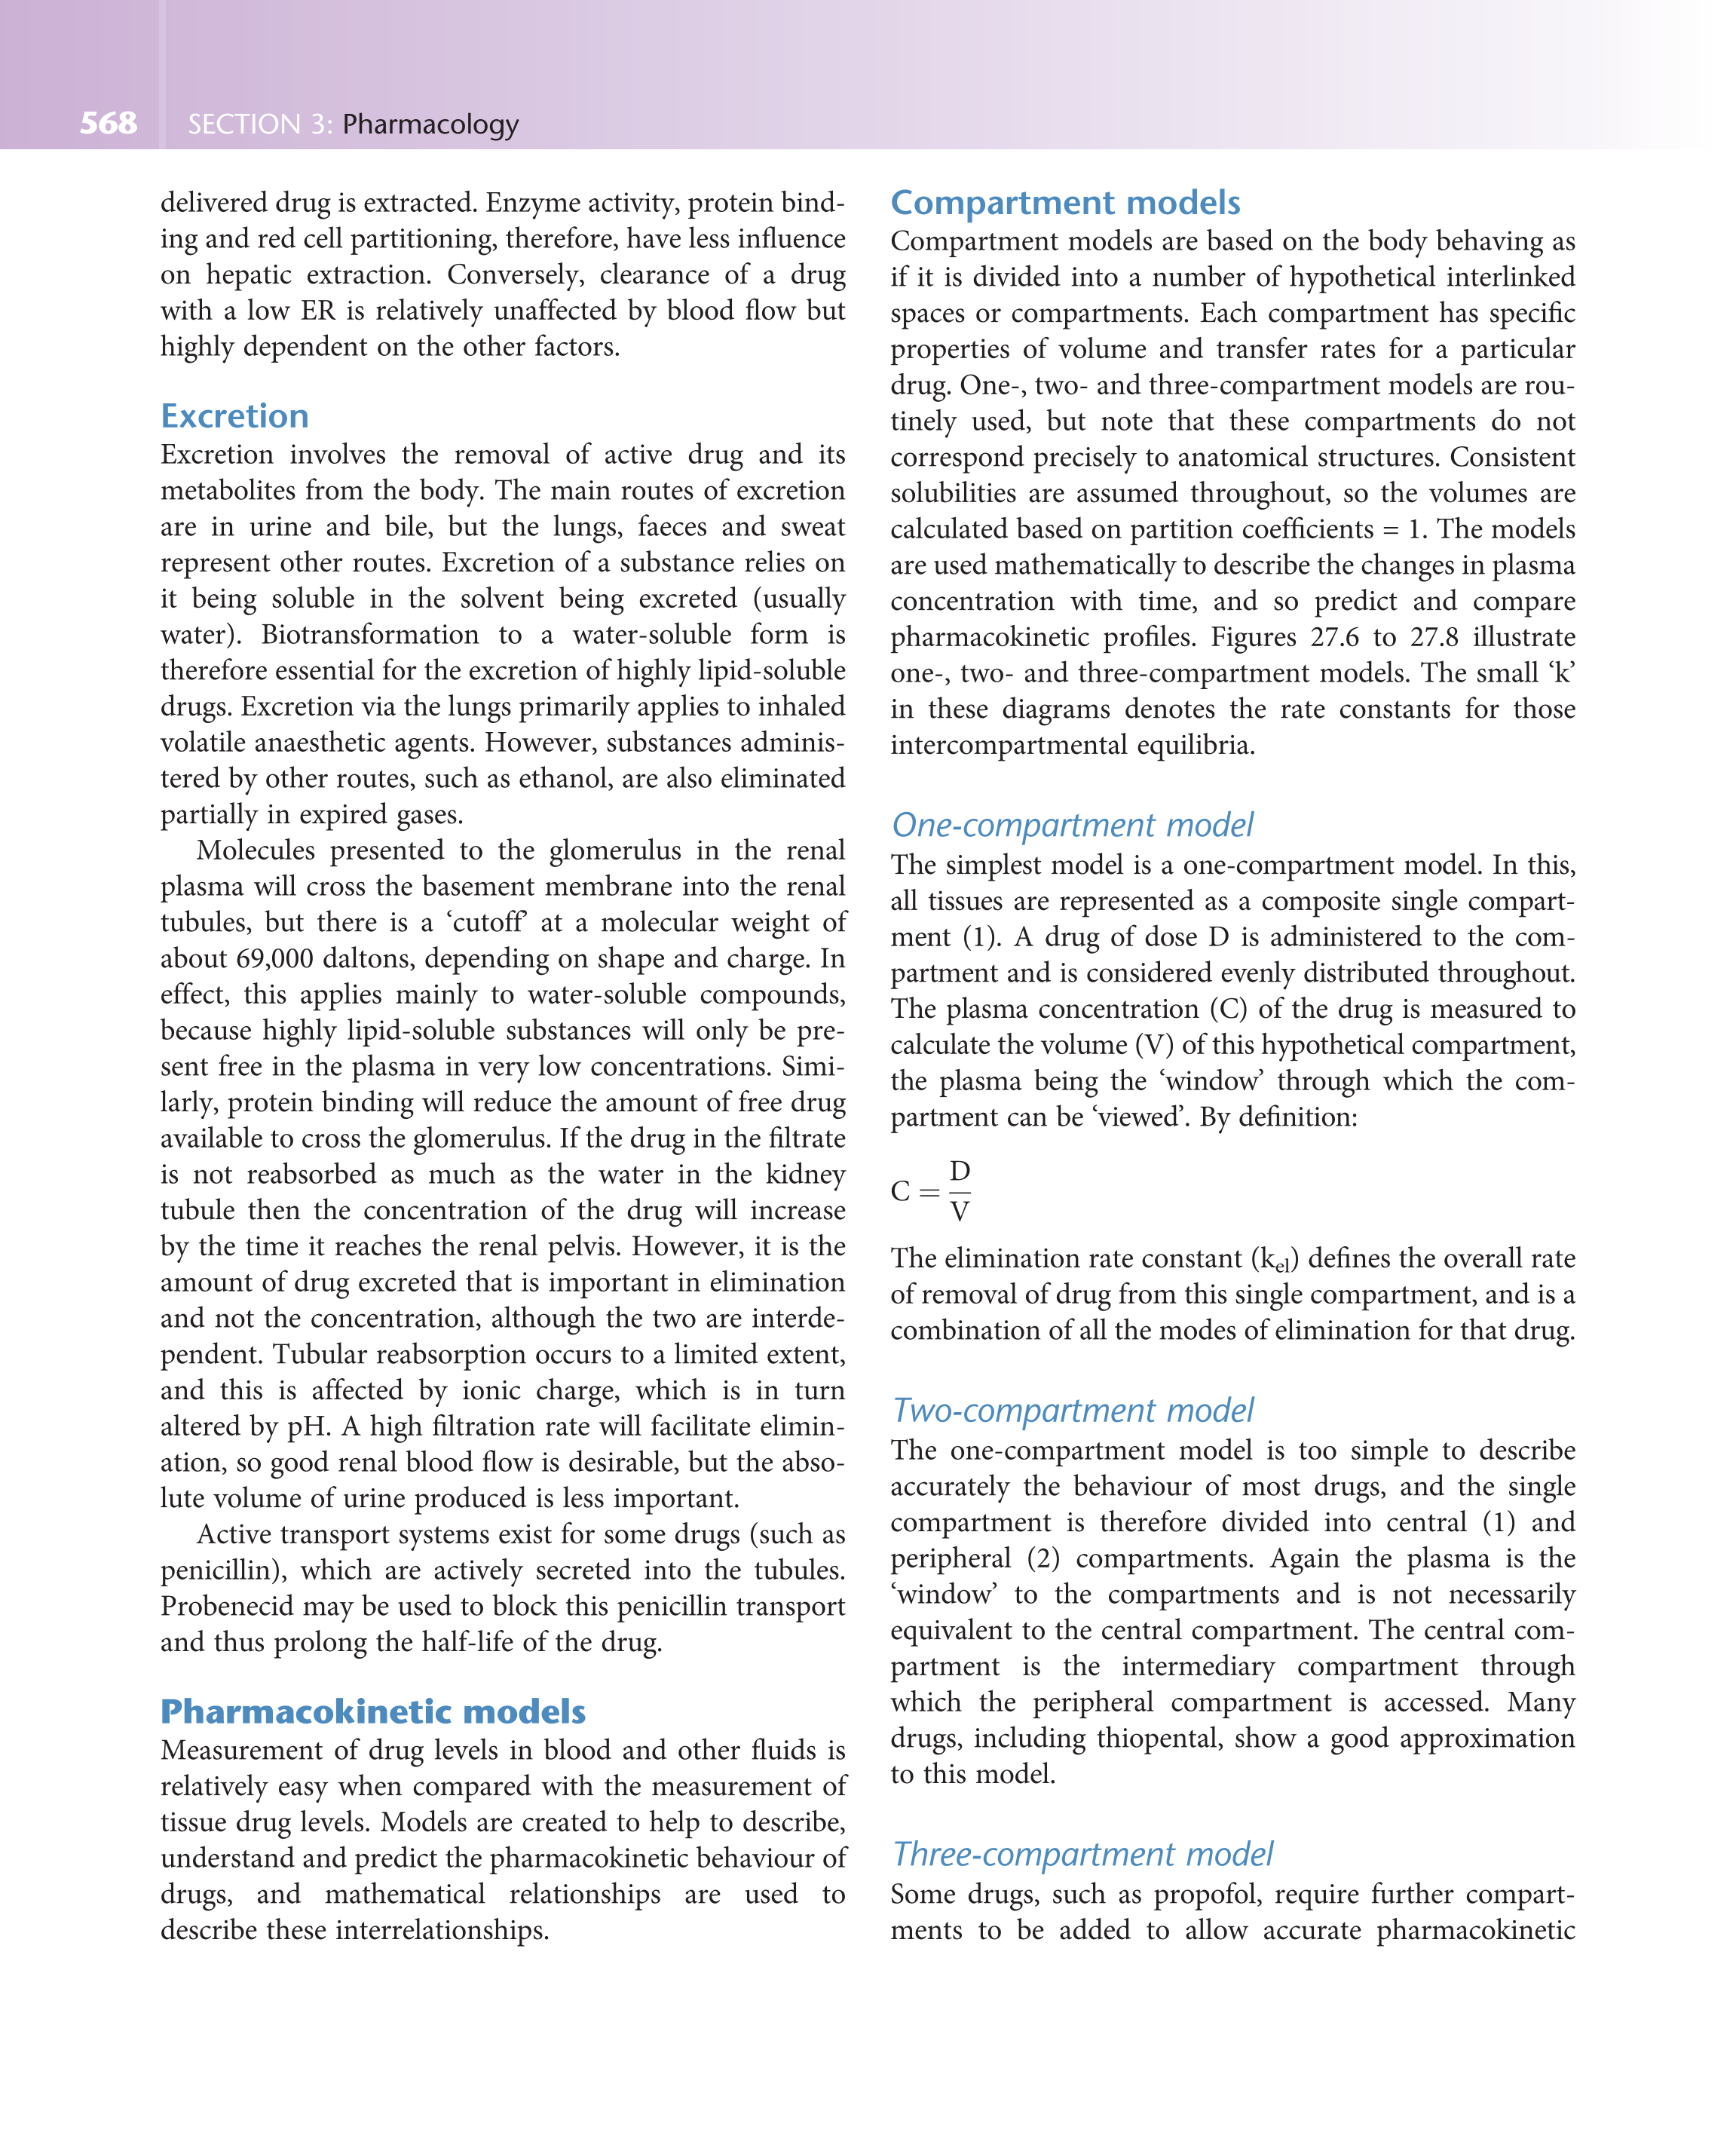 568 SECTION 3: Pharmacology
delivered drug is extracted. Enzyme activity, protein bind-
ing and red cell partitioning, therefore, have less influence
on hepatic extraction. Conversely, clearance of a drug
with a low ER is relatively unaffected by blood flow but
highly dependent on the other factors.
Excretion
Excretion involves the removal of active drug and its
metabolites from the body. The main routes of excretion
are in urine and bile, but the lungs, faeces and sweat
represent other routes. Excretion of a substance relies on
it being soluble in the solvent being excreted (usually
water). Biotransformation to a water-soluble form is
therefore essential for the excretion of highly lipid-soluble
drugs. Excretion via the lungs primarily applies to inhaled
volatile anaesthetic agents. However, substances adminis-
tered by other routes, such as ethanol, are also eliminated
partially in expired gases.
Molecules presented to the glomerulus in the renal
plasma will cross the basement membrane into the renal
tubules, but there is a ‘cutoff’ at a molecular weight of
about 69,000 daltons, depending on shape and charge. In
effect, this applies mainly to water-soluble compounds,
because highly lipid-soluble substances will only be pre-
sent free in the plasma in very low concentrations. Simi-
larly, protein binding will reduce the amount of free drug
available to cross the glomerulus. If the drug in the filtrate
is not reabsorbed as much as the water in the kidney
tubule then the concentration of the drug will increase
by the time it reaches the renal pelvis. However, it is the
amount of drug excreted that is important in elimination
and not the concentration, although the two are interde-
pendent. Tubular reabsorption occurs to a limited extent,
and this is affected by ionic charge, which is in turn
altered by pH. A high filtration rate will facilitate elimin-
ation, so good renal blood flow is desirable, but the abso-
lute volume of urine produced is less important.
Active transport systems exist for some drugs (such as
penicillin), which are actively secreted into the tubules.
Probenecid may be used to block this penicillin transport
and thus prolong the half-life of the drug.
Pharmacokinetic models
Measurement of drug levels in blood and other fluids is
relatively easy when compared with the measurement of
tissue drug levels. Models are created to help to describe,
understand and predict the pharmacokinetic behaviour of
drugs, and mathematical relationships are used to
describe these interrelationships.
Compartment models
Compartment models are based on the body behaving as
if it is divided into a number of hypothetical interlinked
spaces or compartments. Each compartment has specific
properties of volume and transfer rates for a particular
drug. One-, two- and three-compartment models are rou-
tinely used, but note that these compartments do not
correspond precisely to anatomical structures. Consistent
solubilities are assumed throughout, so the volumes are
calculated based on partition coefficients = 1. The models
are used mathematically to describe the changes in plasma
concentration with time, and so predict and compare
pharmacokinetic profiles. Figures 27.6 to 27.8 illustrate
one-, two- and three-compartment models. The small ‘k’
in these diagrams denotes the rate constants for those
intercompartmental equilibria.
One-compartment model
The simplest model is a one-compartment model. In this,
all tissues are represented as a composite single compart-
ment (1). A drug of dose D is administered to the com-
partment and is considered evenly distributed throughout.
The plasma concentration (C) of the drug is measured to
calculate the volume (V) of this hypothetical compartment,
the plasma being the ‘window’ through which the com-
partment can be ‘viewed’. By definition:
C = D/V
The elimination rate constant (kel) defines the overall rate
of removal of drug from this single compartment, and is a
combination of all the modes of elimination for that drug.
Two-compartment model
The one-compartment model is too simple to describe
accurately the behaviour of most drugs, and the single
compartment is therefore divided into central (1) and
peripheral (2) compartments. Again the plasma is the
‘window’ to the compartments and is not necessarily
equivalent to the central compartment. The central com-
partment is the intermediary compartment through
which the peripheral compartment is accessed. Many
drugs, including thiopental, show a good approximation
to this model.
Three-compartment model
Some drugs, such as propofol, require further compart-
ments to be added to allow accurate pharmacokinetic